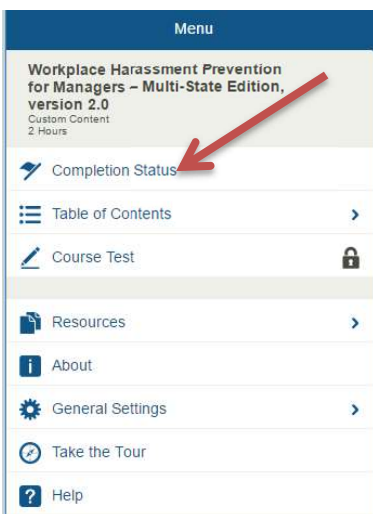 Menu
Workplace Harassment Prevention
for Managers – Multi-State Edition,
version 2.0
Custom Content
2 Hours
Completion Status
Table of Contents
Course Test
Resources
About
General Settings
Take the Tour
Help